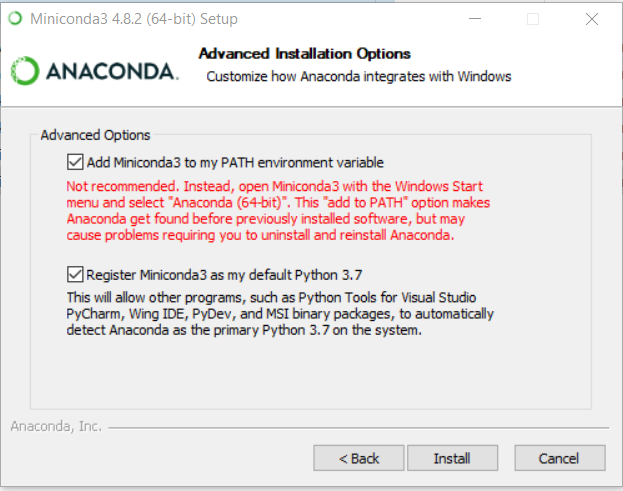 Miniconda3 4.8.2 (64-bit) Setup
Advanced Installation Options
Customize how Anaconda integrates with Windows
ANACONDA.
Advanced Options
Add Miniconda3 to my PATH environment variable
Not recommended. Instead, open Miniconda3 with the Windows Start
menu and select "Anaconda (64-bit)". This "add to PATH" option makes
Anaconda get found before previously installed software, but may
cause problems requiring you to uninstall and reinstall Anaconda.
Register Miniconda3 as my default Python 3.7
This will allow other programs, such as Python Tools for Visual Studio
PyCharm, Wing IDE, PyDev, and MSI binary packages, to automatically
detect Anaconda as the primary Python 3.7 on the system.
Anaconda, Inc.
< Back Install Cancel